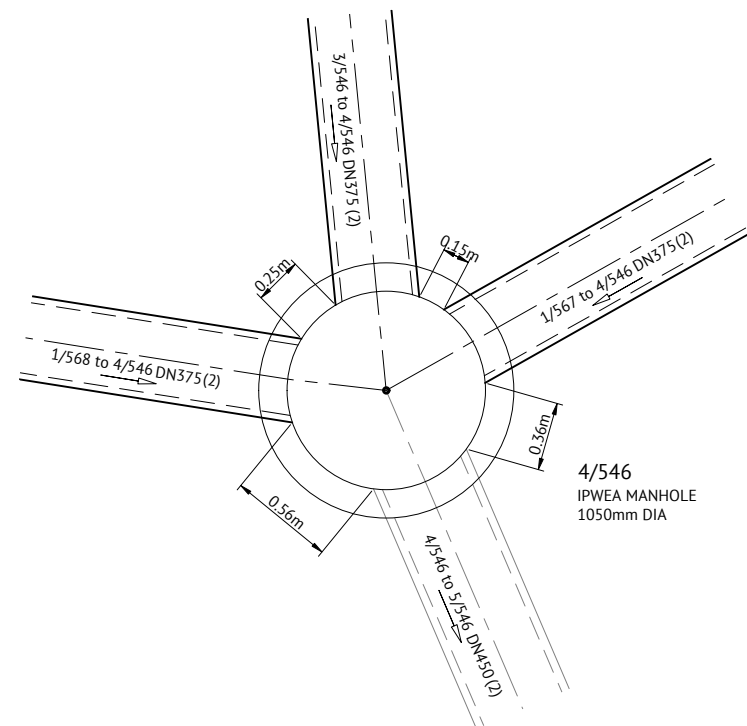 3/546 to 4/546 DN375(2)
0.15m
0.25m
1/567 to 4/546 DN375(2)
1/568 to 4/546 DN375(2)
0.36m
4/546
IPWEA MANHOLE
1050mm DIA
0.56m
4/546 to 5/546 DN450(2)